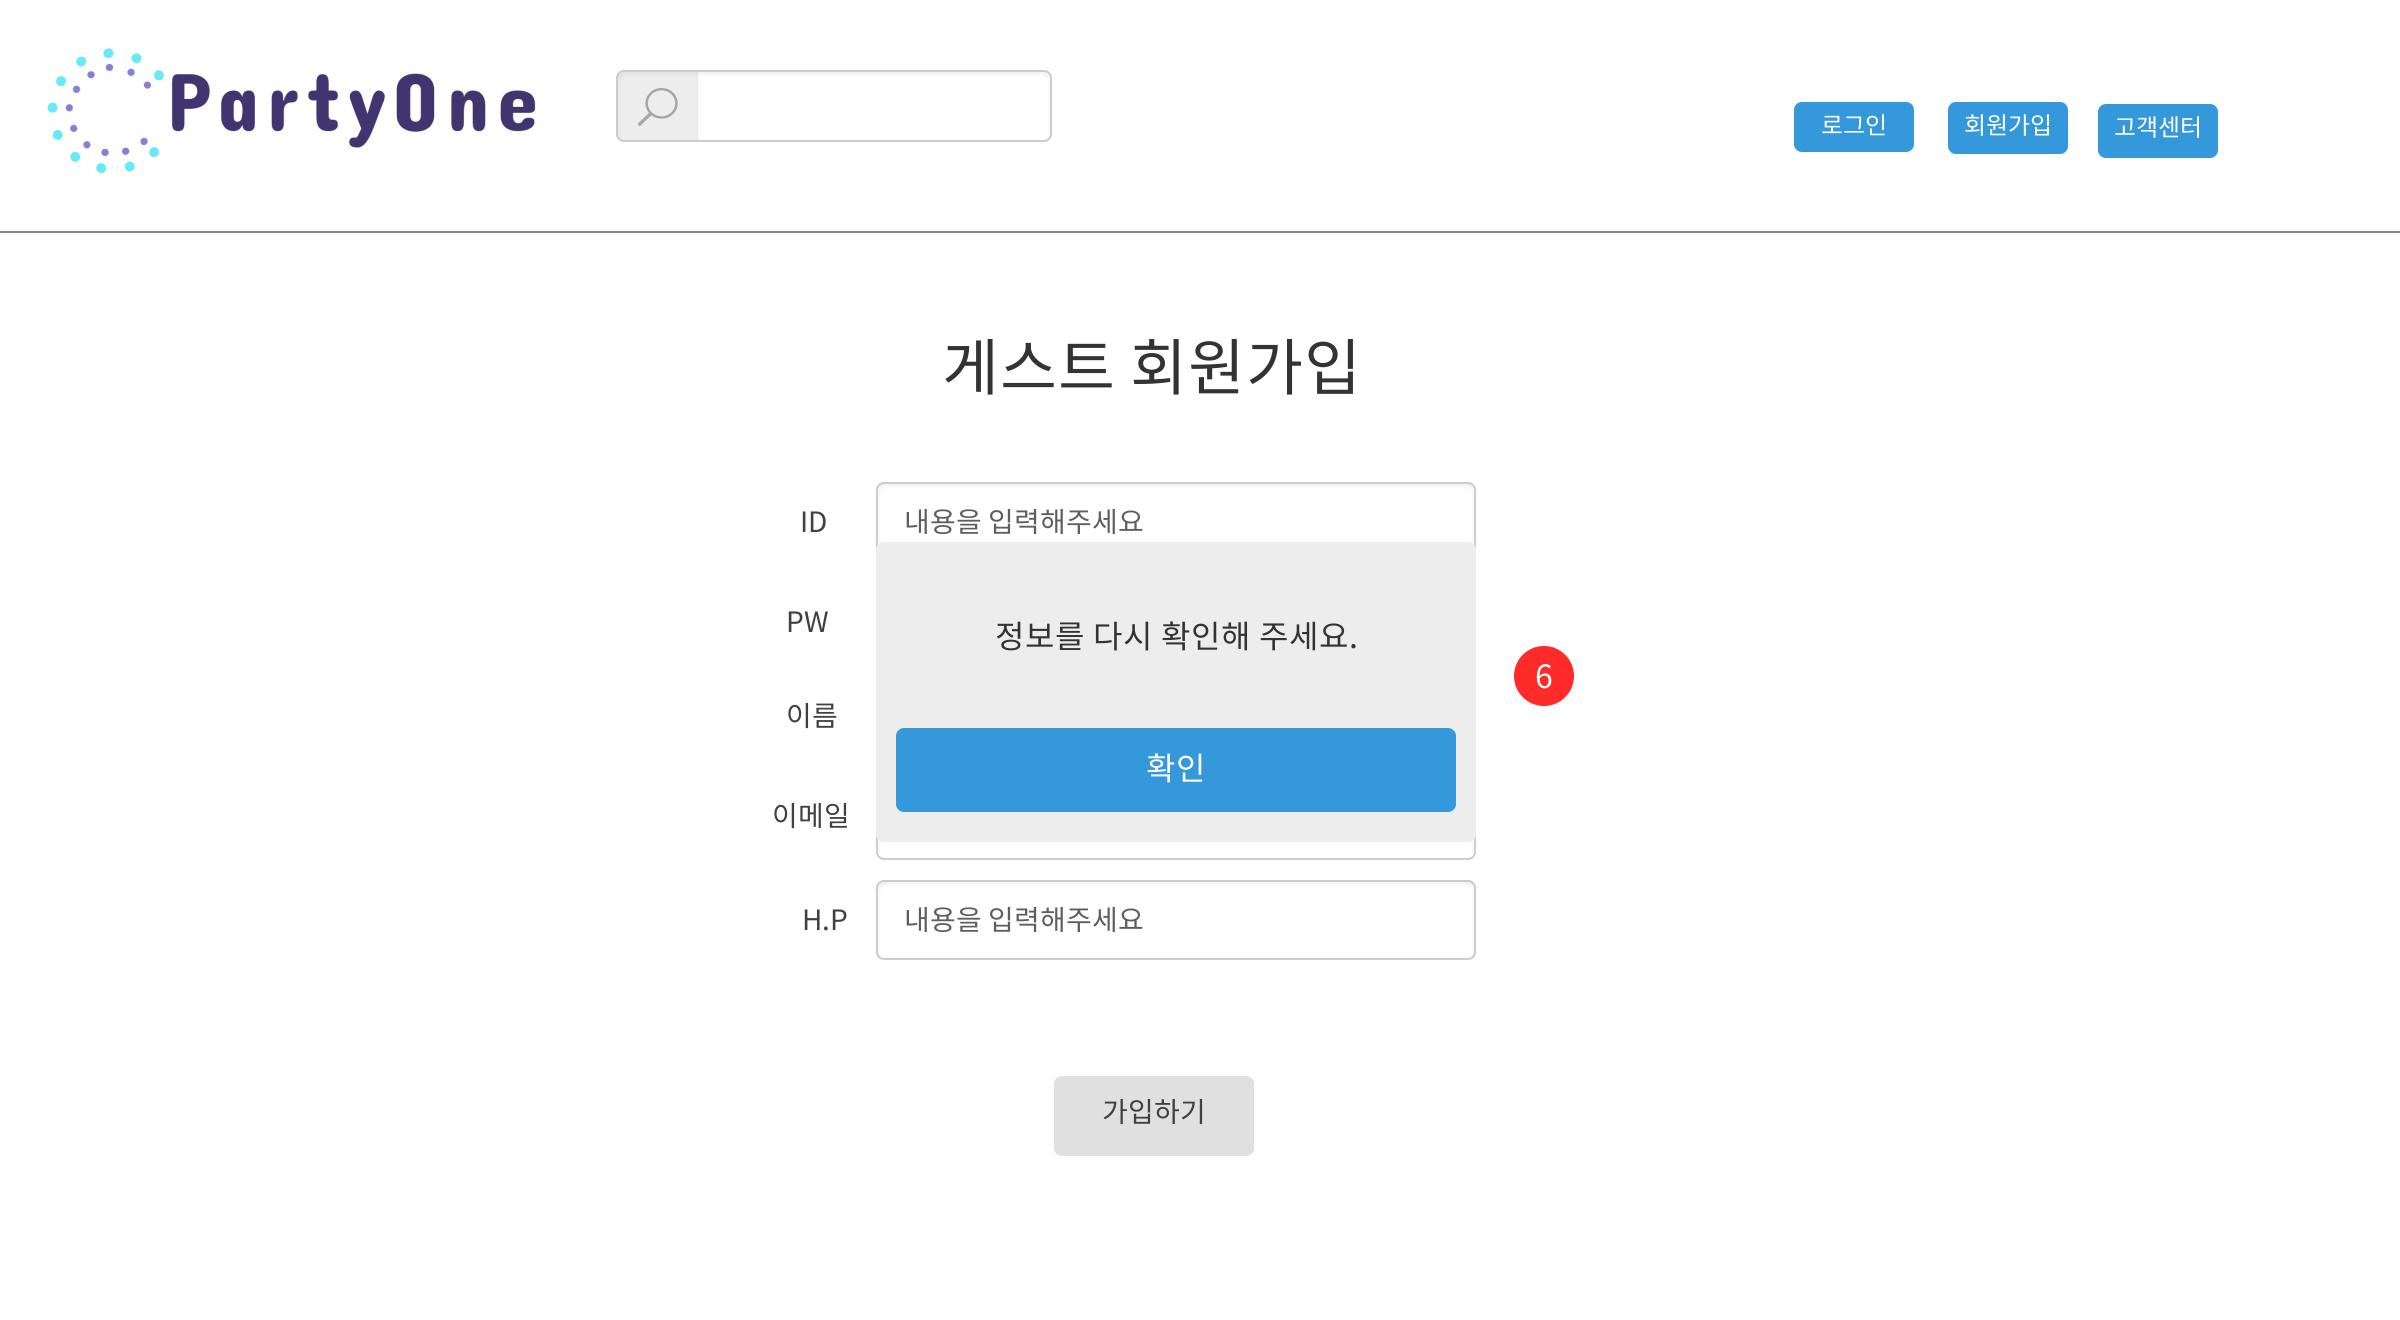 PartyOne
로그인
회원가입
고객센터
게스트 회원가입
ID
내용을 입력해주세요
PW
정보를 다시 확인해 주세요.
6
이름
확인
이메일
H.P
내용을 입력해주세요
가입하기